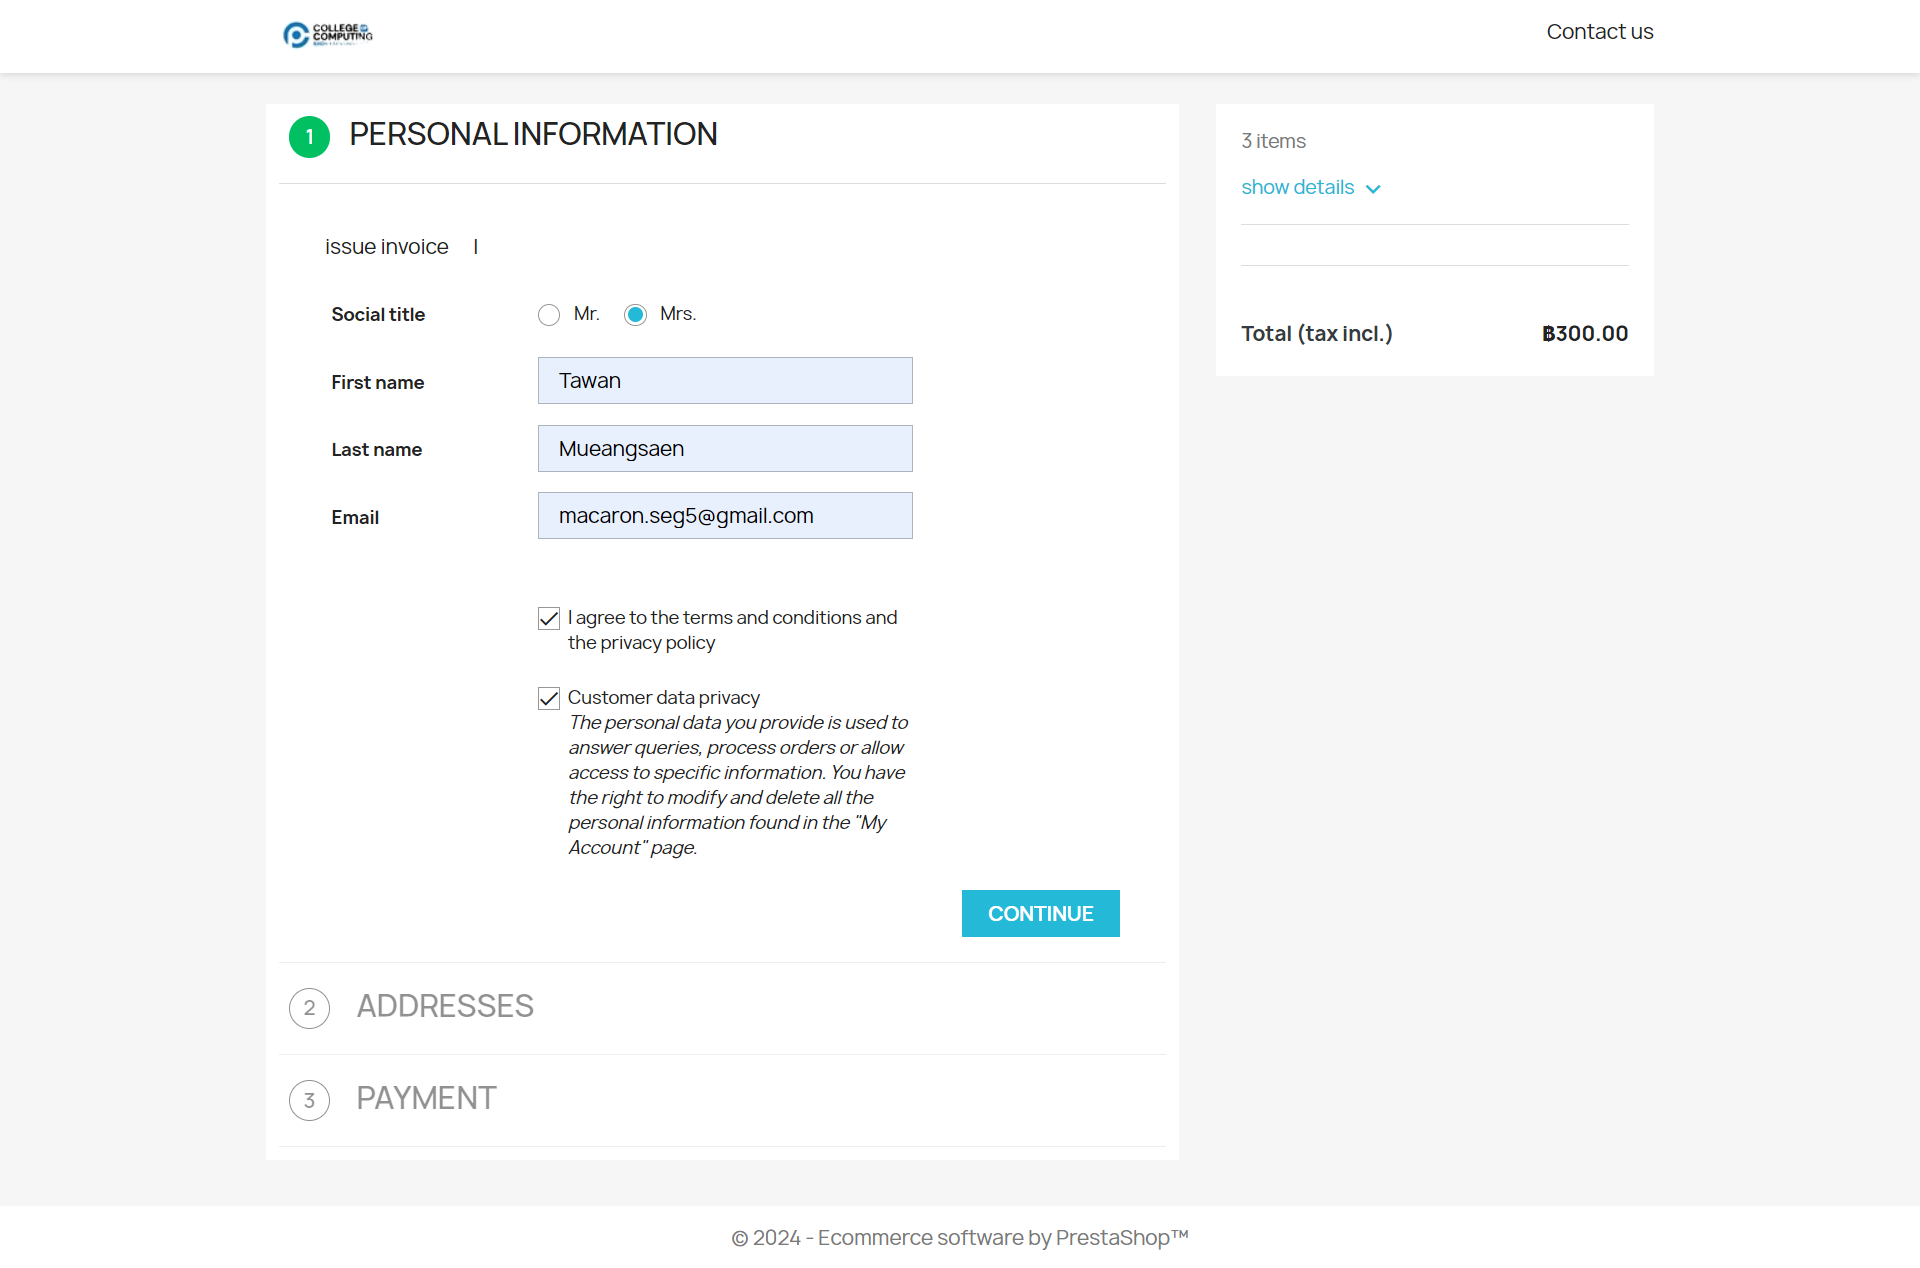 COLLEGE OF
COMPUTING
Contact us
1 PERSONAL INFORMATION
issue invoice |
Social title Mr. Mrs.
First name Tawan
Last name Mueangsaen
Email macaron.seg5@gmail.com
I agree to the terms and conditions and
the privacy policy
Customer data privacy
The personal data you provide is used to
answer queries, process orders or allow
access to specific information. You have
the right to modify and delete all the
personal information found in the "My
Account" page.
CONTINUE
2 ADDRESSES
3 PAYMENT
3 items
show details
Total (tax incl.) ฿300.00
© 2024 - Ecommerce software by PrestaShop™